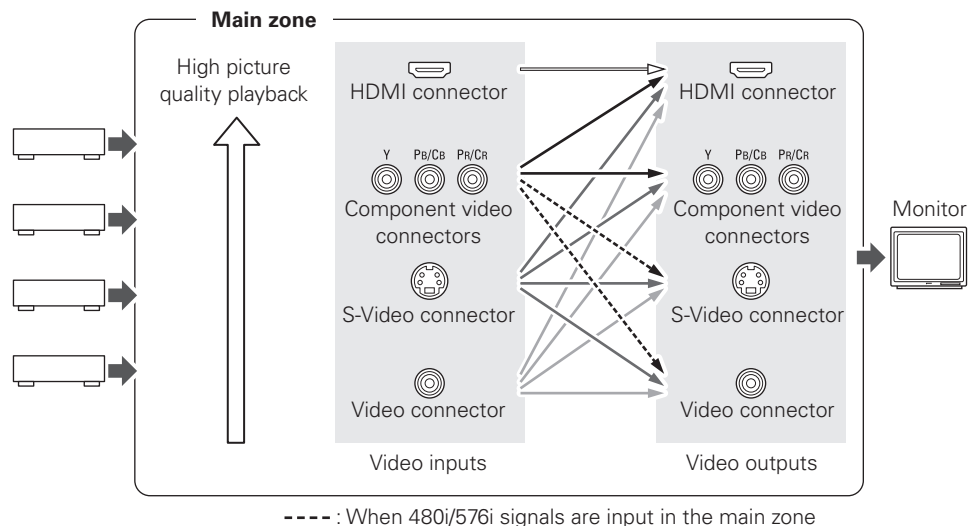 Main zone
High picture
quality playback
HDMI connector
Y PB/CB PR/CR
Component video
connectors
S-Video connector
Video connector
Video inputs
HDMI connector
Y PB/CB PR/CR
Component video
connectors
S-Video connector
Video connector
Video outputs
Monitor
---- : When 480i/576i signals are input in the main zone